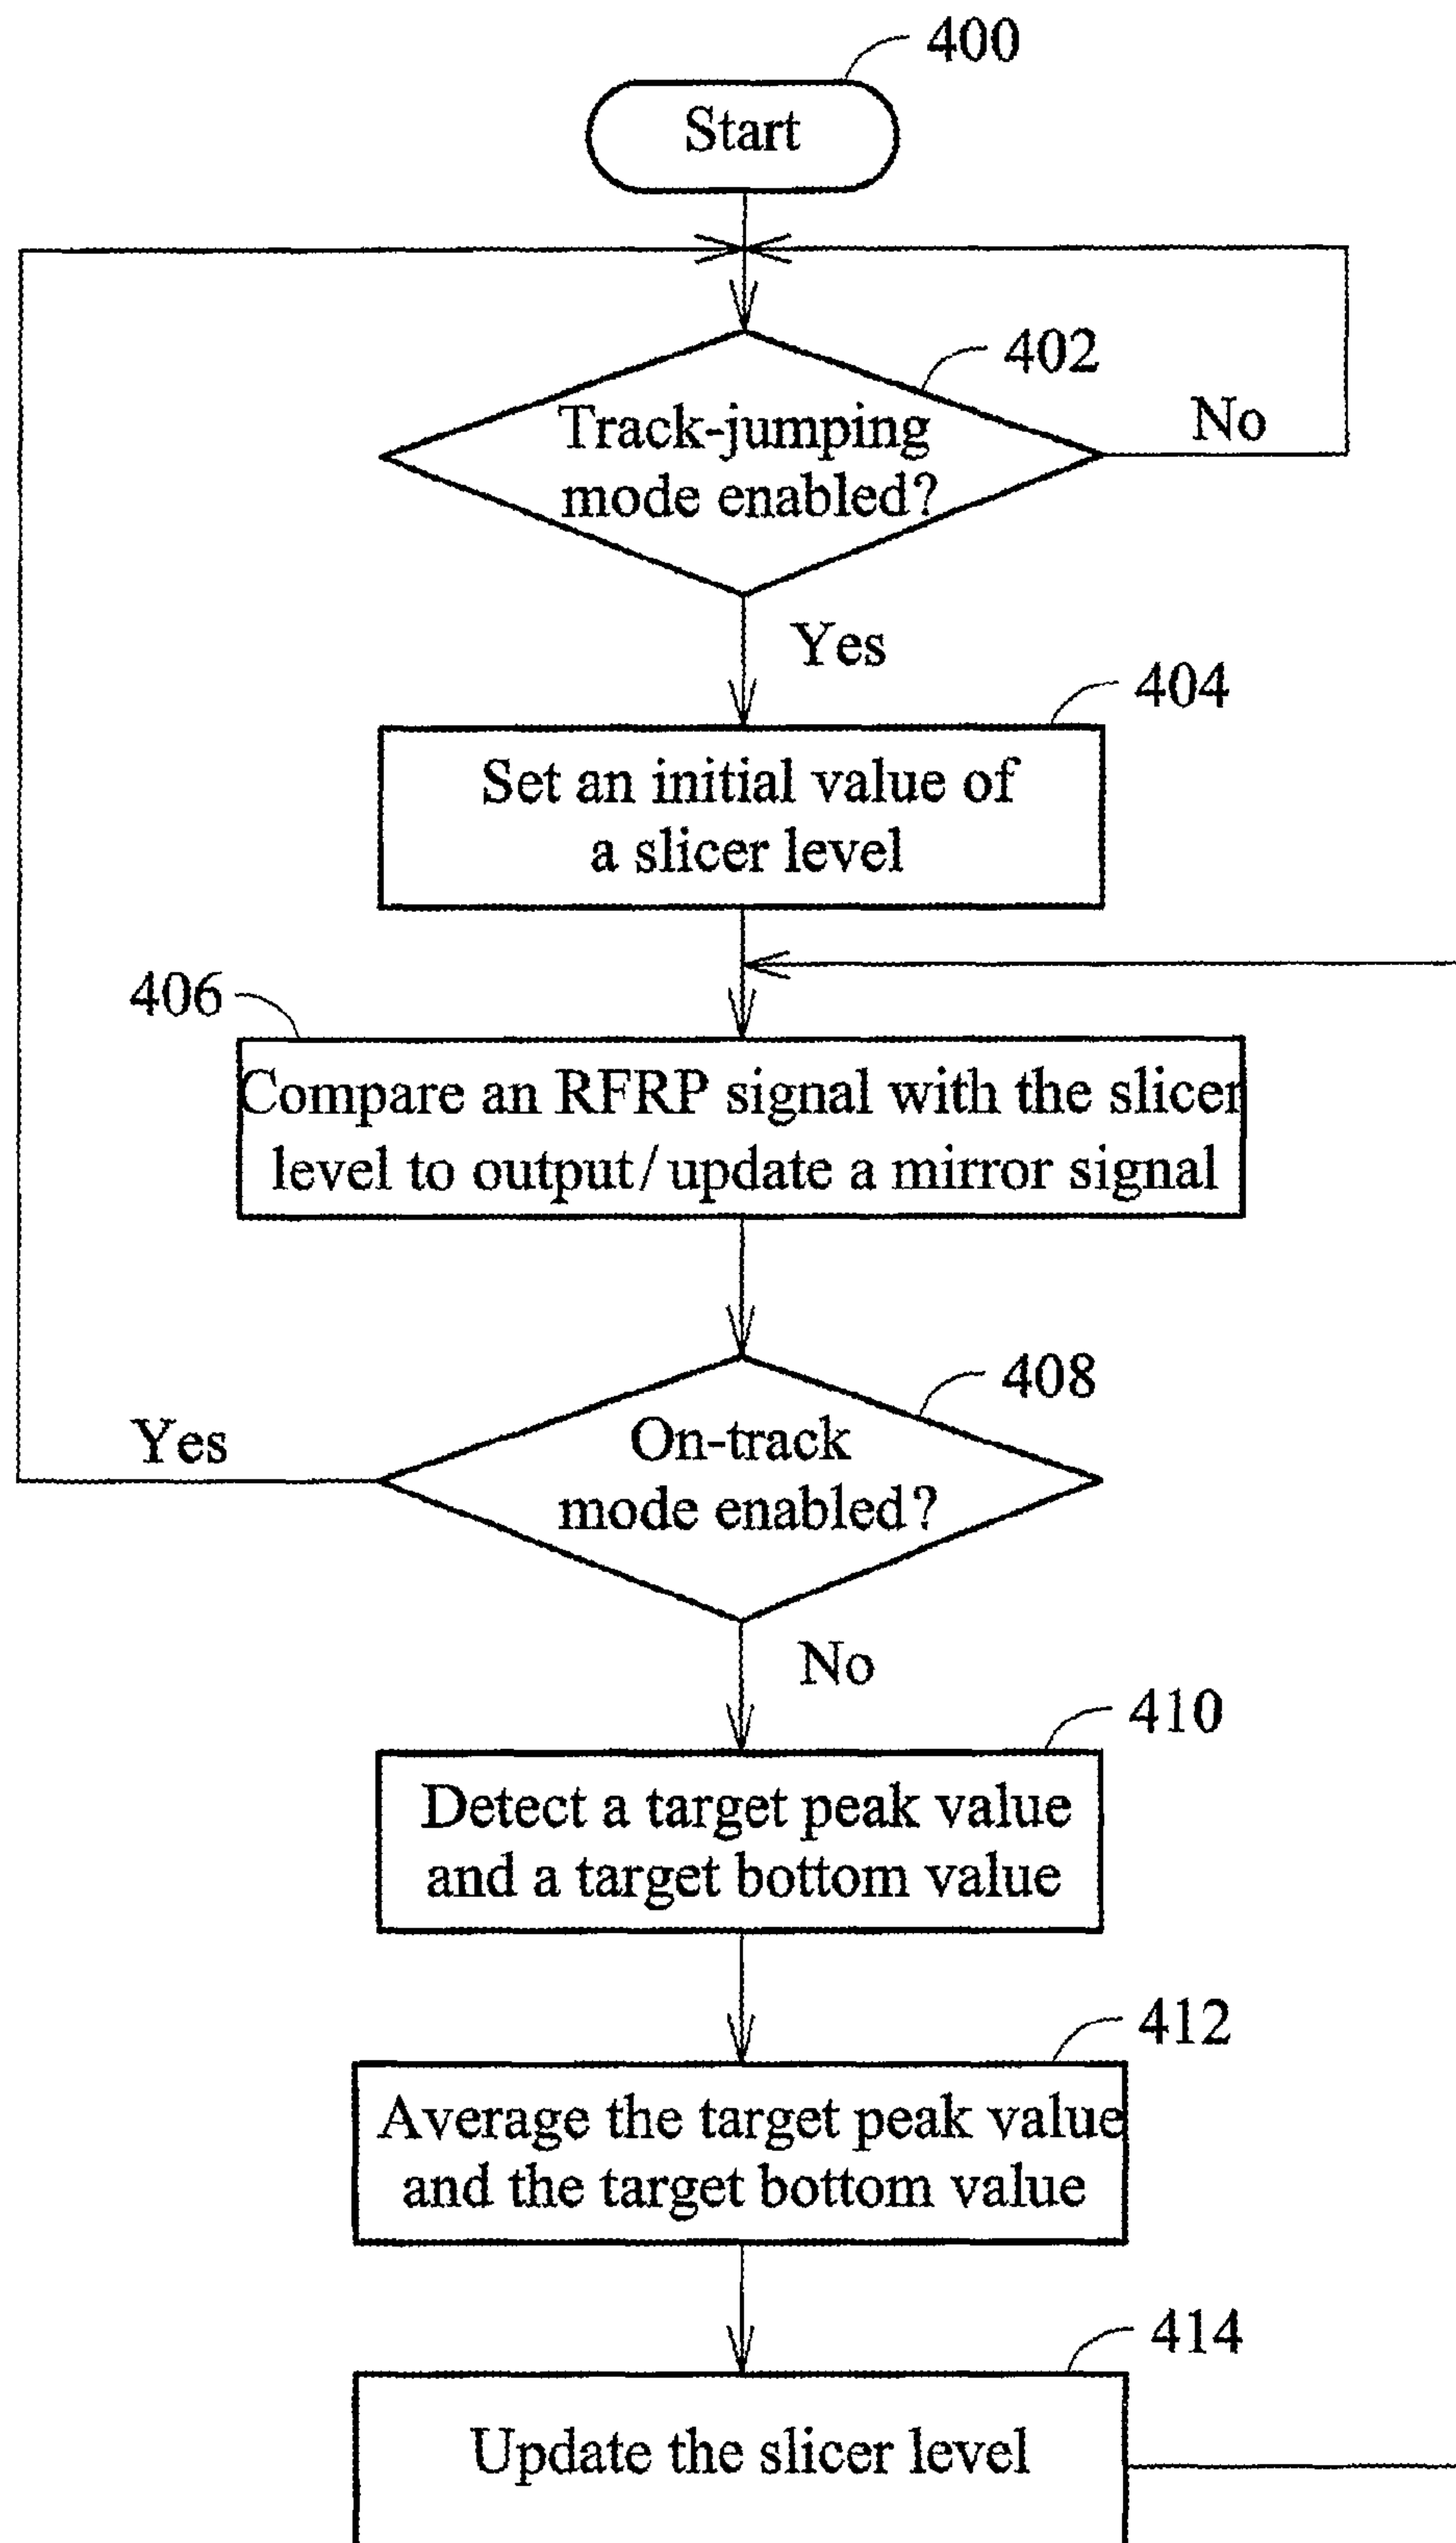 400
Start
402
Track-jumping
mode enabled?
No
Yes
404
Set an initial value of
a slicer level
406
Compare an RFRP signal with the slicer
level to output/update a mirror signal
408
On-track
mode enabled?
Yes
No
410
Detect a target peak value
and a target bottom value
412
Average the target peak value
and the target bottom value
414
Update the slicer level